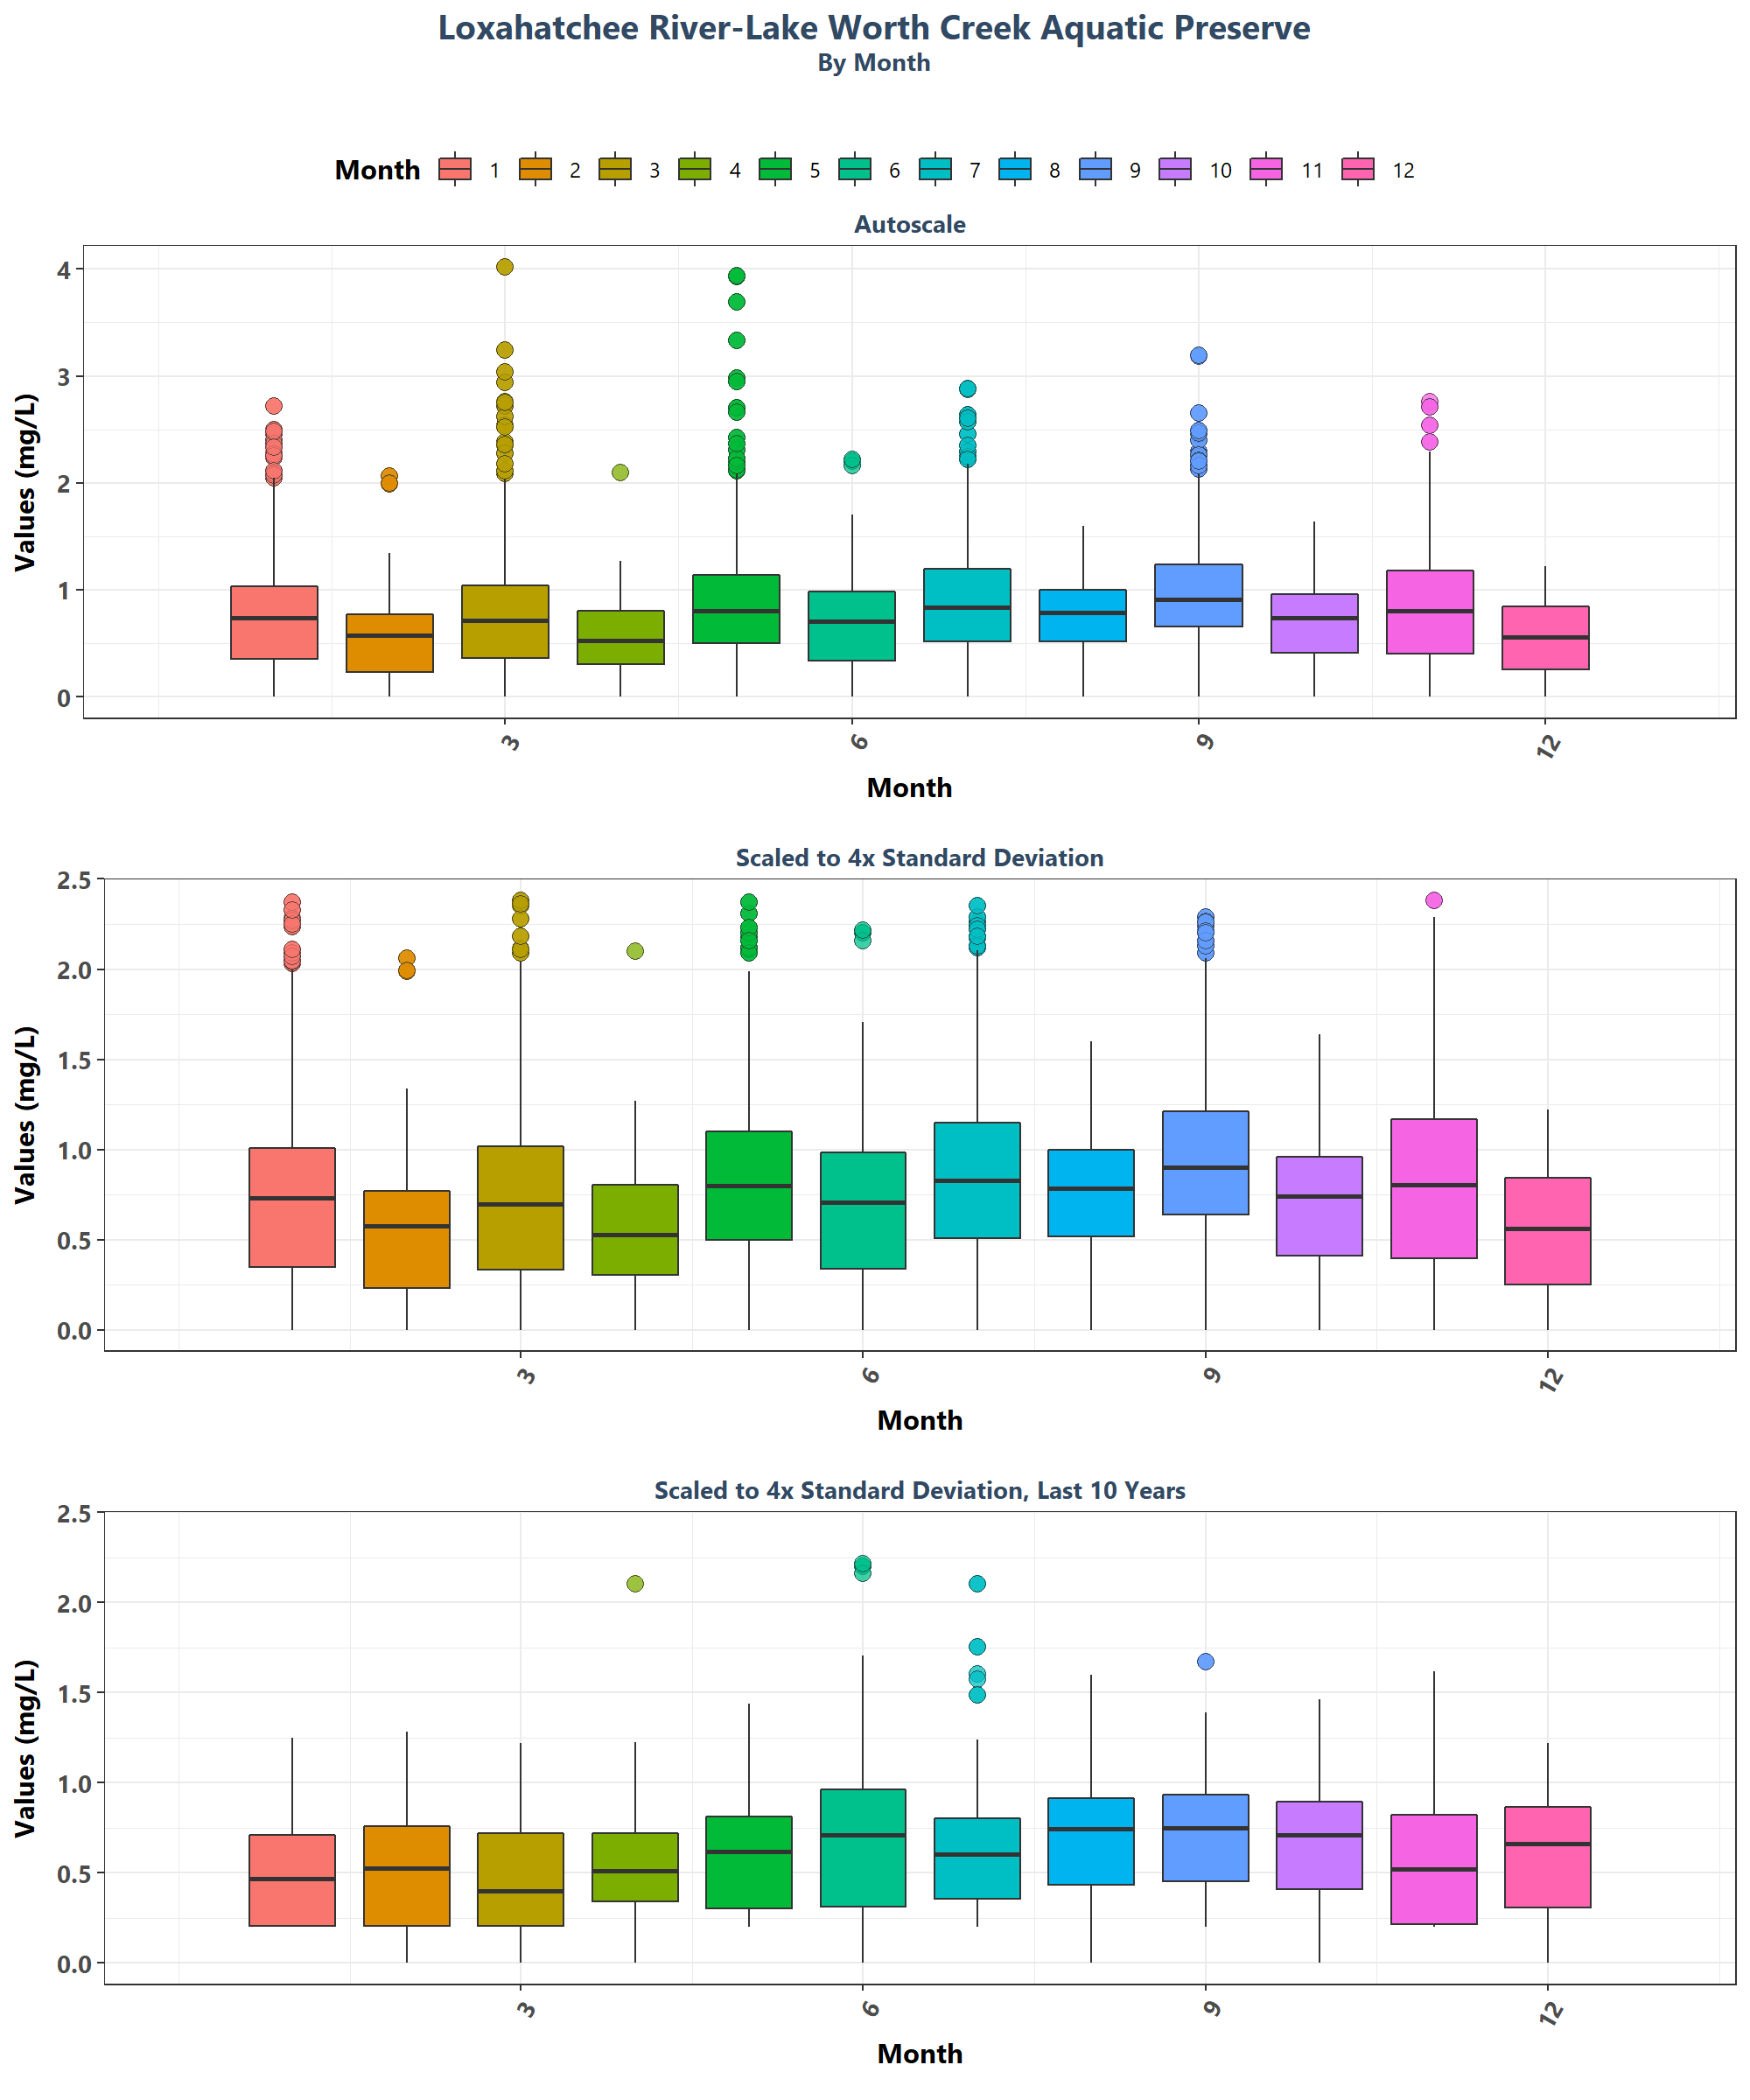 Loxahatchee River-Lake Worth Creek Aquatic Preserve
By Month
Month 1 2 3 4 5 6 7 8 9 10 11 12
Autoscale
Values (mg/L)
4
3
2
1
0
3 6 9 12
Month
Scaled to 4x Standard Deviation
Values (mg/L)
2.5
2.0
1.5
1.0
0.5
0.0
3 6 9 12
Month
Scaled to 4x Standard Deviation, Last 10 Years
Values (mg/L)
2.5
2.0
1.5
1.0
0.5
0.0
3 6 9 12
Month